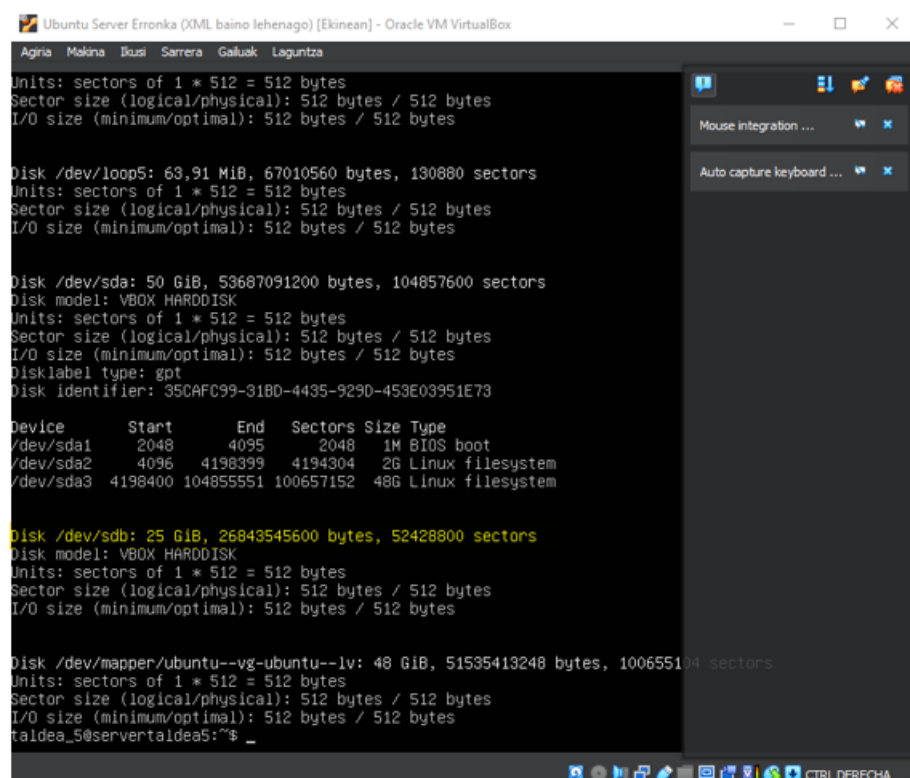 Ubuntu Server Erronka (XML baino lehenago) [Ekinean] - Oracle VM VirtualBox
Agiria Makina Ikusi Sarrera Gailuak Laguntza
Units: sectors of 1 * 512 = 512 bytes
Sector size (logical/physical): 512 bytes / 512 bytes
I/O size (minimum/optimal): 512 bytes / 512 bytes
Mouse integration ...
Auto capture keyboard ...
Disk /dev/loop5: 63,91 MiB, 67010560 bytes, 130880 sectors
Units: sectors of 1 * 512 = 512 bytes
Sector size (logical/physical): 512 bytes / 512 bytes
I/O size (minimum/optimal): 512 bytes / 512 bytes
Disk /dev/sda: 50 GiB, 53687091200 bytes, 104857600 sectors
Disk model: VBOX HARDDISK
Units: sectors of 1 * 512 = 512 bytes
Sector size (logical/physical): 512 bytes / 512 bytes
I/O size (minimum/optimal): 512 bytes / 512 bytes
Disklabel type: gpt
Disk identifier: 35CAFC99-31BD-4435-929D-453E03951E73
Device Start End Sectors Size Type
/dev/sda1 2048 4095 2048 1M BIOS boot
/dev/sda2 4096 4198399 4194304 2G Linux filesystem
/dev/sda3 4198400 104855551 100657152 48G Linux filesystem
Disk /dev/sdb: 25 GiB, 26843545600 bytes, 52428800 sectors
Disk model: VBOX HARDDISK
Units: sectors of 1 * 512 = 512 bytes
Sector size (logical/physical): 512 bytes / 512 bytes
I/O size (minimum/optimal): 512 bytes / 512 bytes
Disk /dev/mapper/ubuntu--vg-ubuntu--lv: 48 GiB, 51535413248 bytes, 100655104 sectors
Units: sectors of 1 * 512 = 512 bytes
Sector size (logical/physical): 512 bytes / 512 bytes
I/O size (minimum/optimal): 512 bytes / 512 bytes
taldea_5@servertaldea5:~$ _
CTRL DERECHA